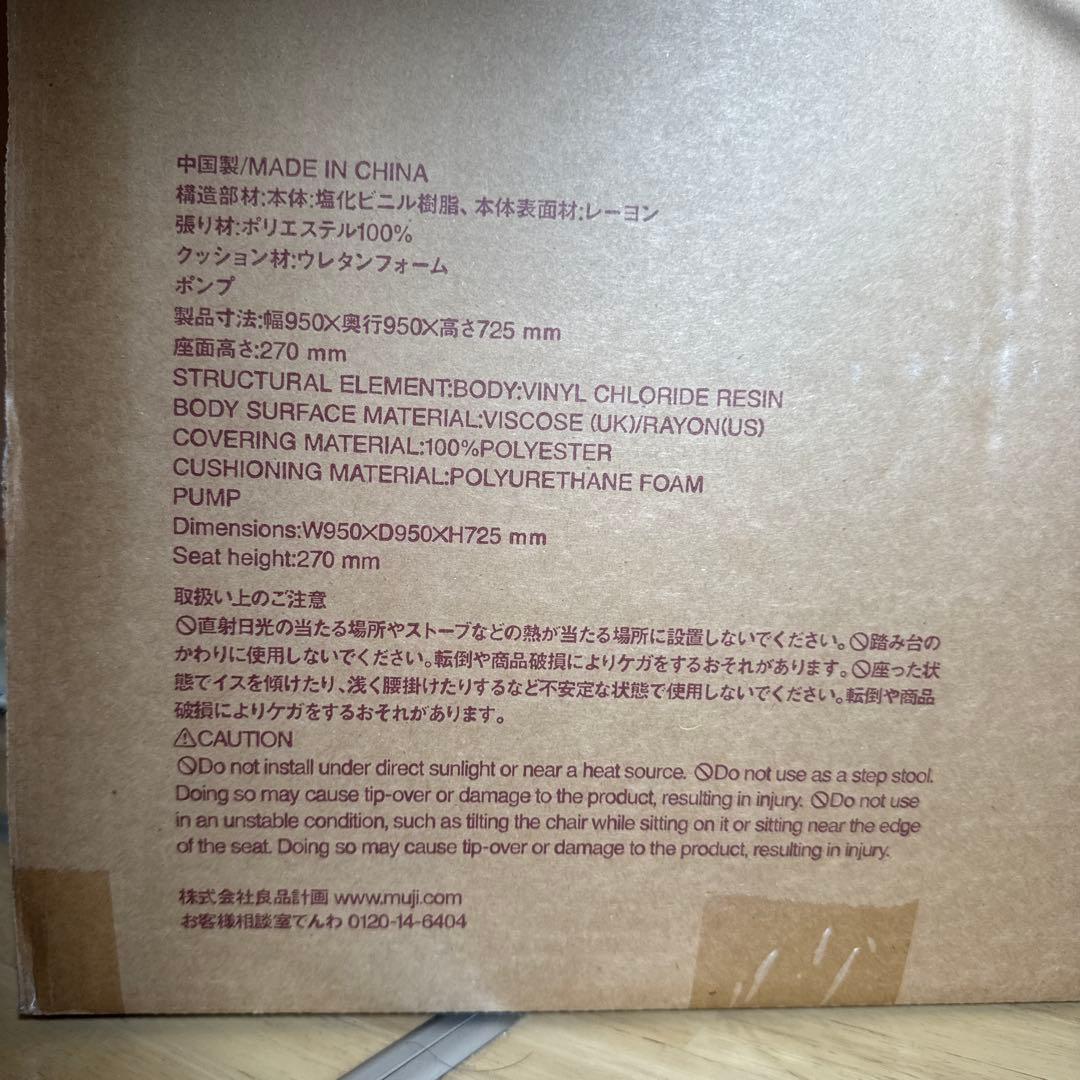 中国製/MADE IN CHINA
構造部材:本体:塩化ビニル樹脂、本体表面材:レーヨン
張り材:ポリエステル100%
クッション材:ウレタンフォーム
ポンプ
製品寸法:幅950×奥行950×高さ725 mm
座面高さ:270 mm
STRUCTURAL ELEMENT:BODY:VINYL CHLORIDE RESIN
BODY SURFACE MATERIAL:VISCOSE (UK)/RAYON(US)
COVERING MATERIAL:100%POLYESTER
CUSHIONING MATERIAL:POLYURETHANE FOAM
PUMP
Dimensions:W950×D950×H725 mm
Seat height:270 mm
取扱い上のご注意
🚫直射日光の当たる場所やストーブなどの熱が当たる場所に設置しないでください。🚫踏み台の
かわりに使用しないでください。転倒や商品破損によりケガをするおそれがあります。🚫座った状
態でイスを傾けたり、浅く腰掛けたりするなど不安定な状態で使用しないでください。転倒や商品
破損によりケガをするおそれがあります。
⚠CAUTION
🚫Do not install under direct sunlight or near a heat source. 🚫Do not use as a step stool.
Doing so may cause tip-over or damage to the product, resulting in injury. 🚫Do not use
in an unstable condition, such as tilting the chair while sitting on it or sitting near the edge
of the seat. Doing so may cause tip-over or damage to the product, resulting in injury.
株式会社良品計画 www.muji.com
お客様相談室でんわ 0120-14-6404